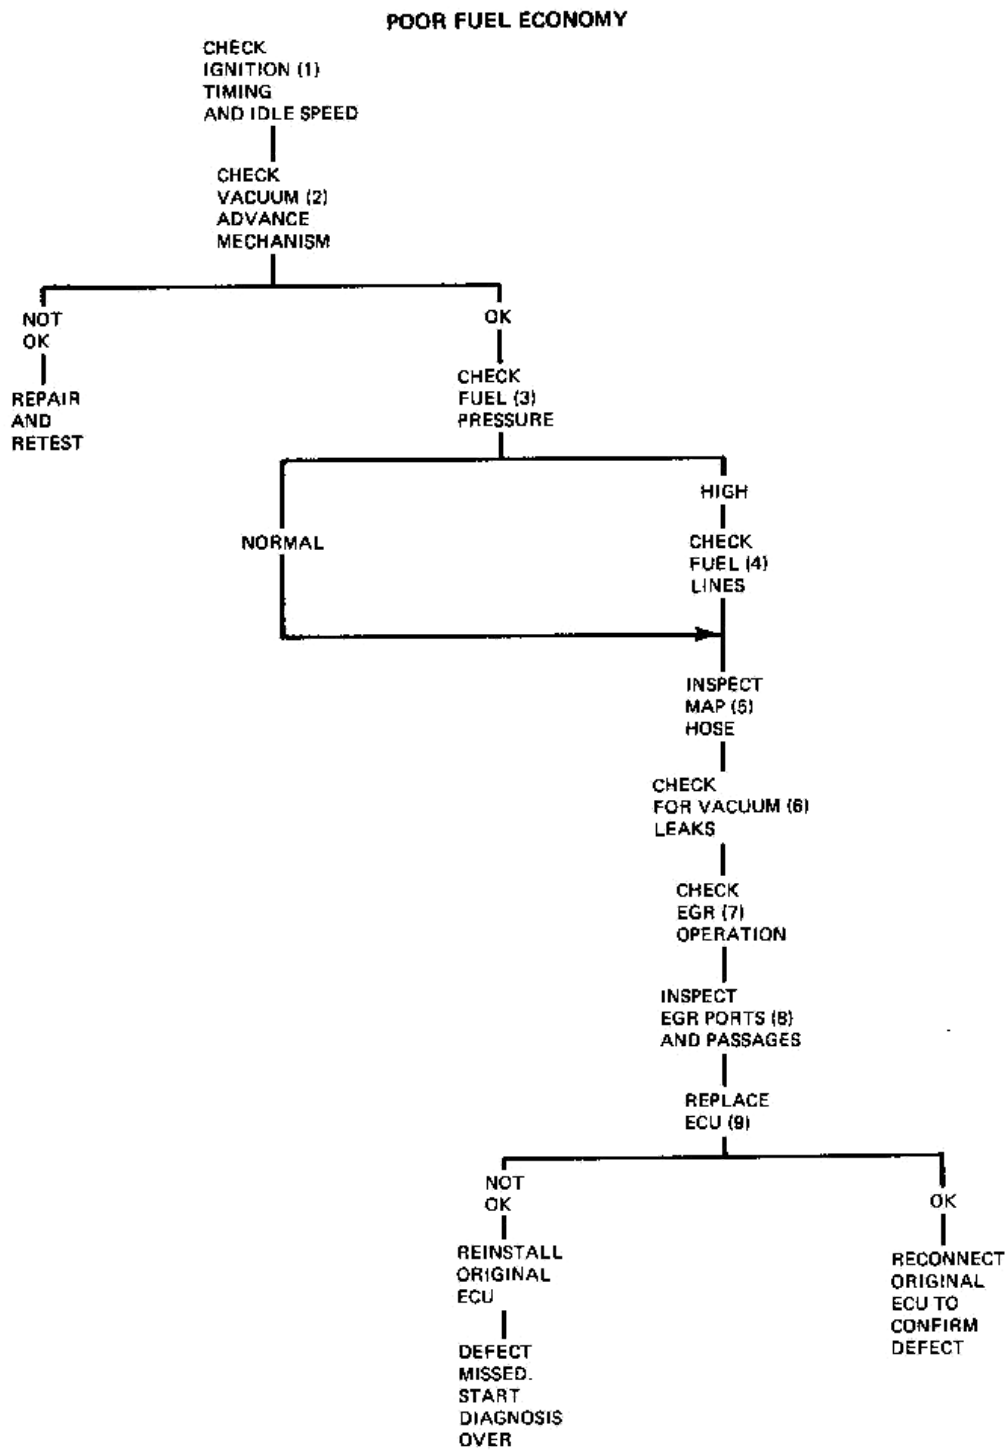 POOR FUEL ECONOMY
CHECK
IGNITION (1)
TIMING
AND IDLE SPEED
CHECK
VACUUM (2)
ADVANCE
MECHANISM
NOT
OK
REPAIR
AND
RETEST
OK
CHECK
FUEL (3)
PRESSURE
NORMAL
HIGH
CHECK
FUEL (4)
LINES
INSPECT
MAP (5)
HOSE
CHECK
FOR VACUUM (6)
LEAKS
CHECK
EGR (7)
OPERATION
INSPECT
EGR PORTS (8)
AND PASSAGES
REPLACE
ECU (9)
NOT
OK
REINSTALL
ORIGINAL
ECU
DEFECT
MISSED.
START
DIAGNOSIS
OVER
OK
RECONNECT
ORIGINAL
ECU TO
CONFIRM
DEFECT